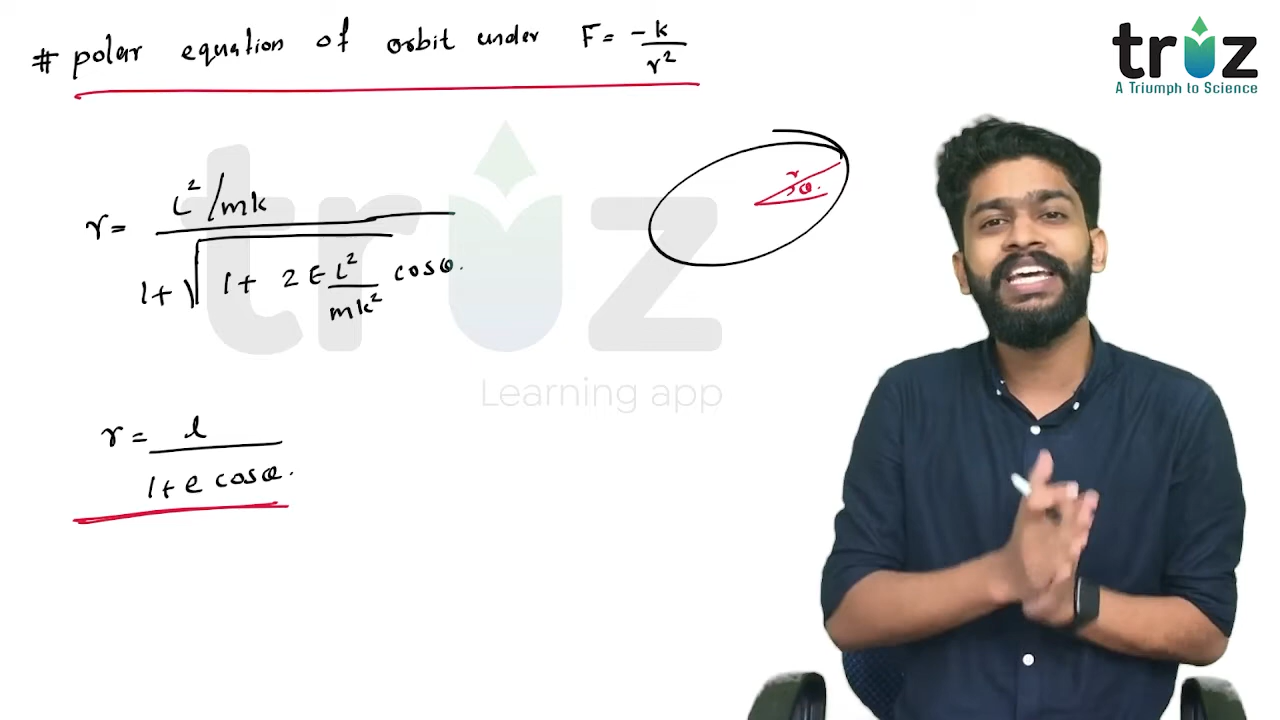 # polar equation of orbit under F = -k/r²
truz
A Triumph to Science
r = L²/mk / 1+√(1+ 2EL²/mk²) cosθ.
r θ.
truz
Learning app
r = l / 1+e cosθ.